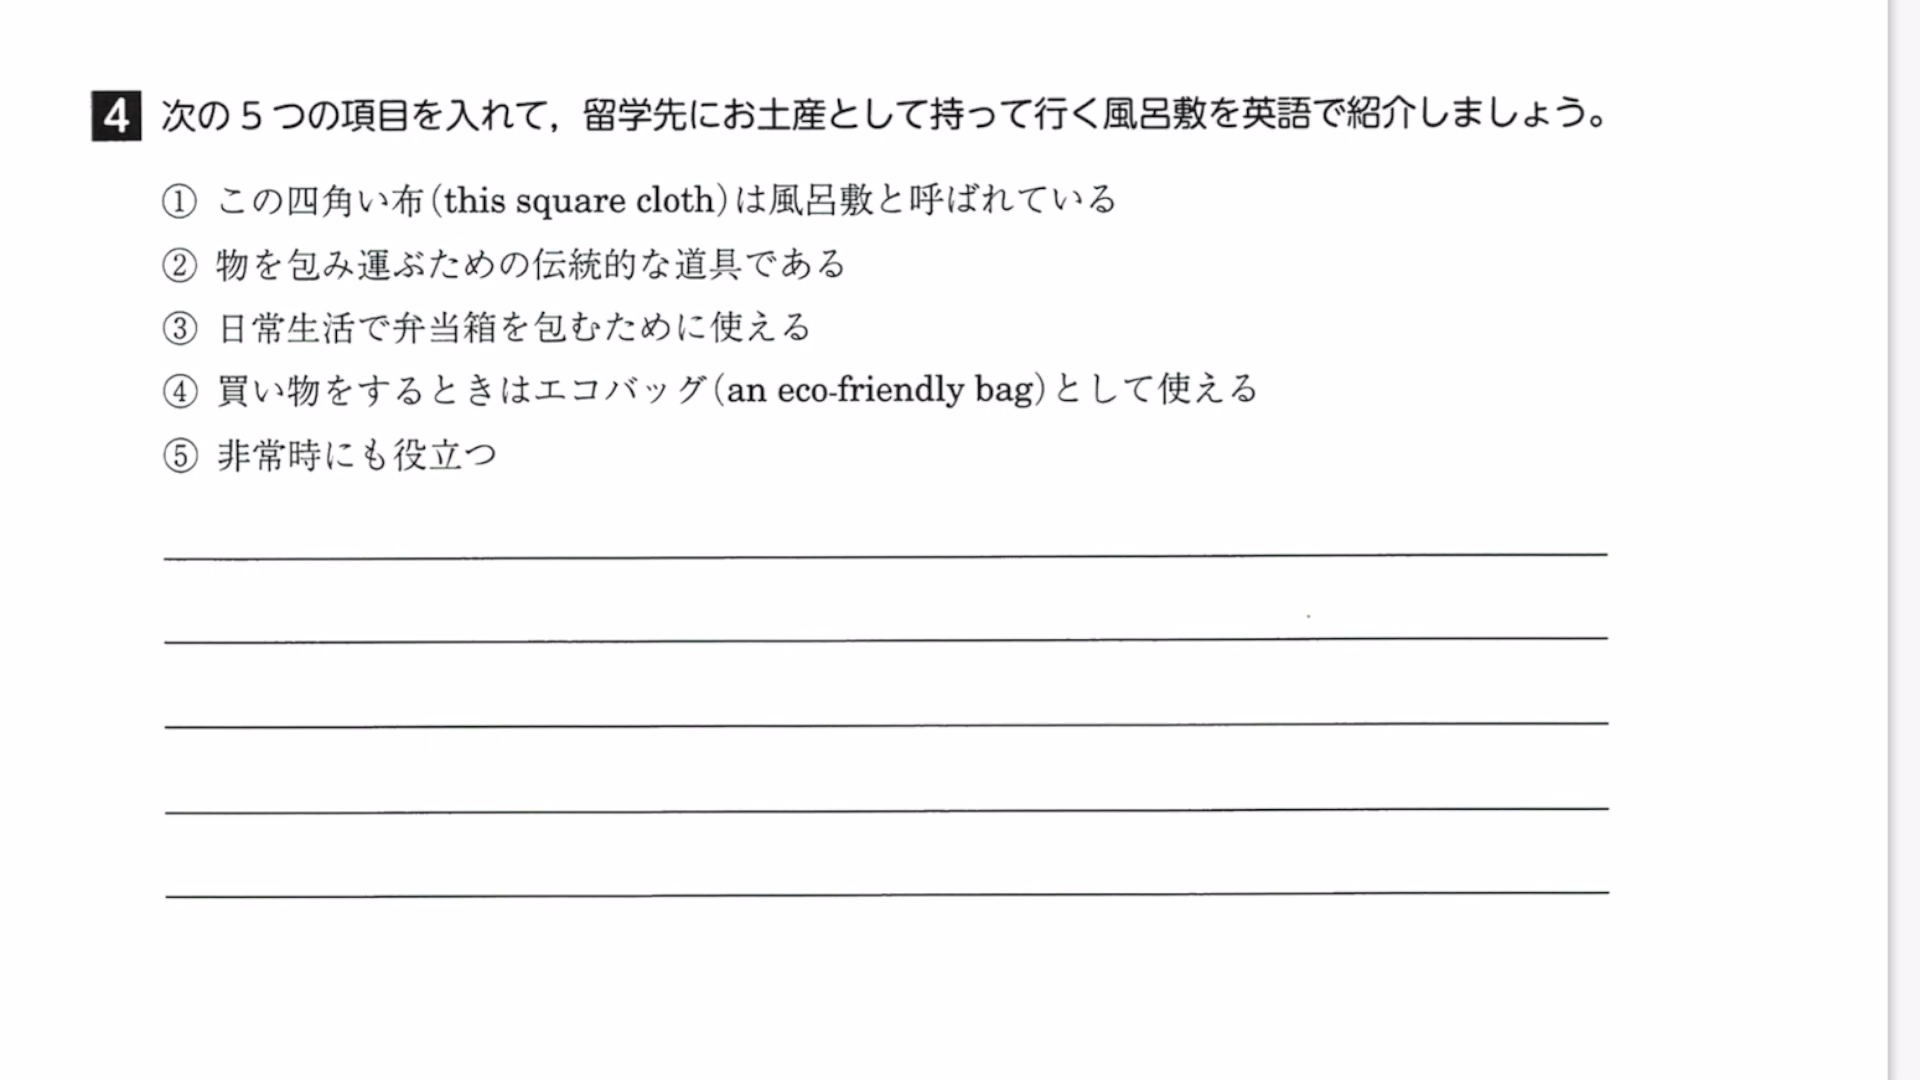 4 次の5つの項目を入れて，留学先にお土産として持って行く風呂敷を英語で紹介しましょう。
① この四角い布(this square cloth)は風呂敷と呼ばれている
② 物を包み運ぶための伝統的な道具である
③ 日常生活で弁当箱を包むために使える
④ 買い物をするときはエコバッグ(an eco-friendly bag)として使える
⑤ 非常時にも役立つ